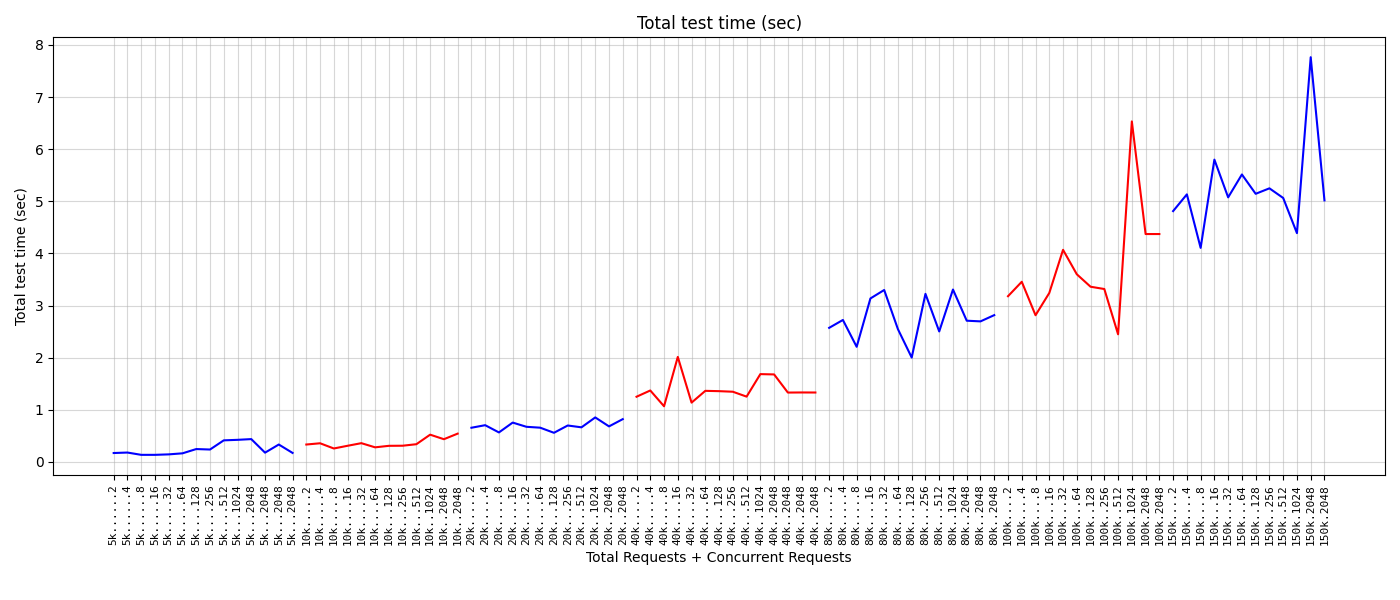 Total test time (sec)
Total test time (sec)
8
7
6
5
4
3
2
1
0
5k......2
5k......4
5k......8
5k.....16
5k.....32
5k.....64
5k....128
5k....256
5k....512
5k...1024
5k...2048
5k...2048
5k...2048
5k...2048
10k.....2
10k.....4
10k.....8
10k....16
10k....32
10k....64
10k...128
10k...256
10k...512
10k..1024
10k..2048
10k..2048
20k.....2
20k.....4
20k.....8
20k....16
20k....32
20k....64
20k...128
20k...256
20k...512
20k..1024
20k..2048
20k..2048
40k.....2
40k.....4
40k.....8
40k....16
40k....32
40k....64
40k...128
40k...256
40k...512
40k..1024
40k..2048
40k..2048
40k..2048
40k..2048
80k.....2
80k.....4
80k.....8
80k....16
80k....32
80k....64
80k...128
80k...256
80k...512
80k..1024
80k..2048
80k..2048
80k..2048
100k....2
100k....4
100k....8
100k...16
100k...32
100k...64
100k..128
100k..256
100k..512
100k.1024
100k.2048
100k.2048
150k....2
150k....4
150k....8
150k...16
150k...32
150k...64
150k..128
150k..256
150k..512
150k.1024
150k.2048
150k.2048
Total Requests + Concurrent Requests